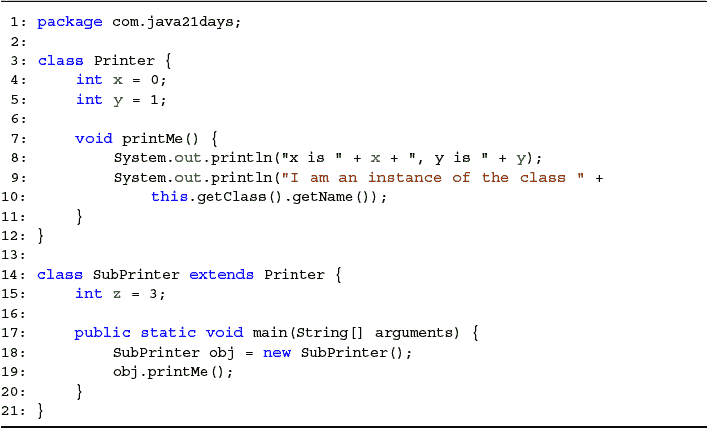 1: package com.java21days;
2:
3: class Printer {
4:     int x = 0;
5:     int y = 1;
6:
7:     void printMe() {
8:         System.out.println("x is " + x + ", y is " + y);
9:         System.out.println("I am an instance of the class " +
10:             this.getClass().getName());
11:     }
12: }
13:
14: class SubPrinter extends Printer {
15:     int z = 3;
16:
17:     public static void main(String[] arguments) {
18:         SubPrinter obj = new SubPrinter();
19:         obj.printMe();
20:     }
21: }